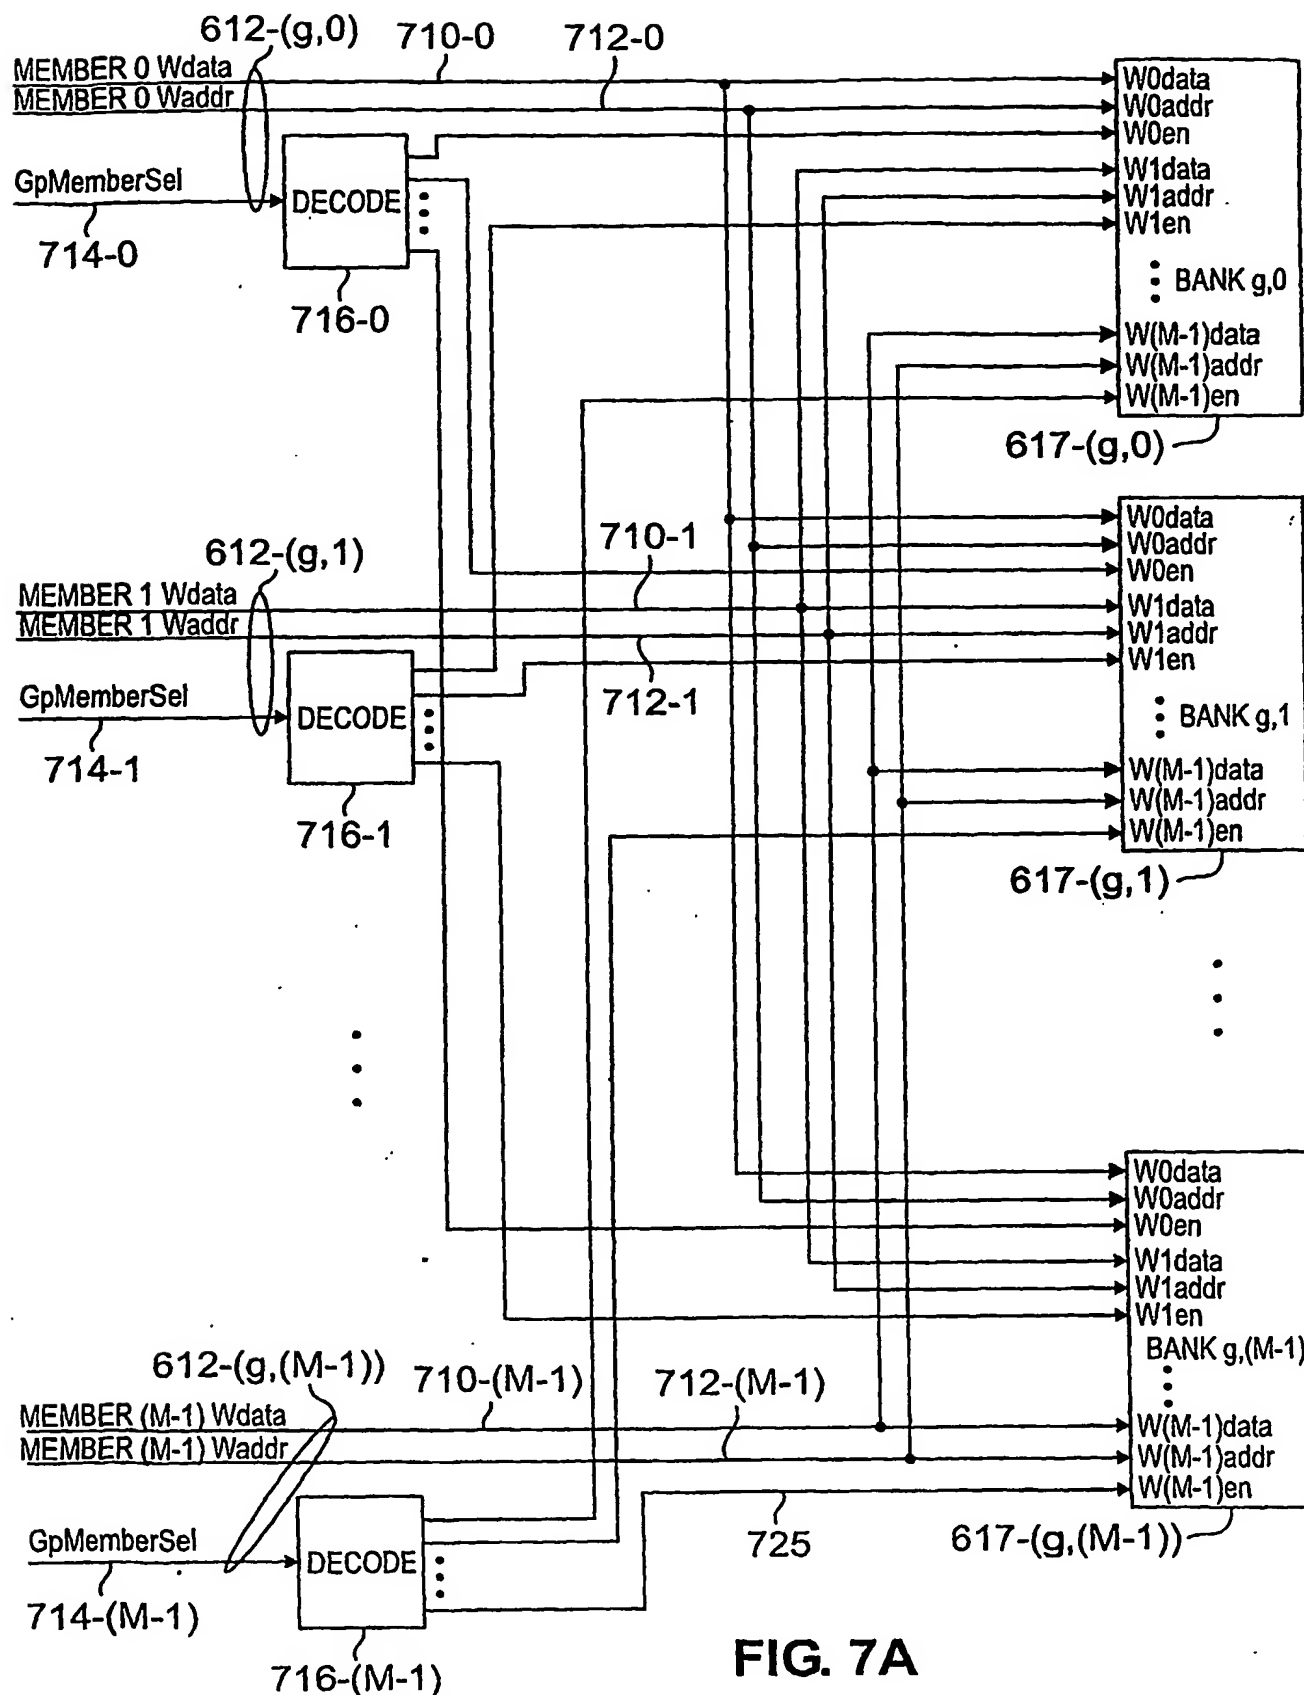 612-(g,0)
710-0
712-0
MEMBER 0 Wdata
MEMBER 0 Waddr
GpMemberSel
714-0
DECODE
716-0
W0data
W0addr
W0en
W1data
W1addr
W1en
BANK g,0
W(M-1)data
W(M-1)addr
W(M-1)en
617-(g,0)
612-(g,1)
710-1
MEMBER 1 Wdata
MEMBER 1 Waddr
712-1
GpMemberSel
714-1
DECODE
716-1
W0data
W0addr
W0en
W1data
W1addr
W1en
BANK g,1
W(M-1)data
W(M-1)addr
W(M-1)en
617-(g,1)
W0data
W0addr
W0en
W1data
W1addr
W1en
BANK g,(M-1)
W(M-1)data
W(M-1)addr
W(M-1)en
617-(g,(M-1))
612-(g,(M-1))
710-(M-1)
712-(M-1)
MEMBER (M-1) Wdata
MEMBER (M-1) Waddr
GpMemberSel
714-(M-1)
DECODE
716-(M-1)
725
FIG. 7A